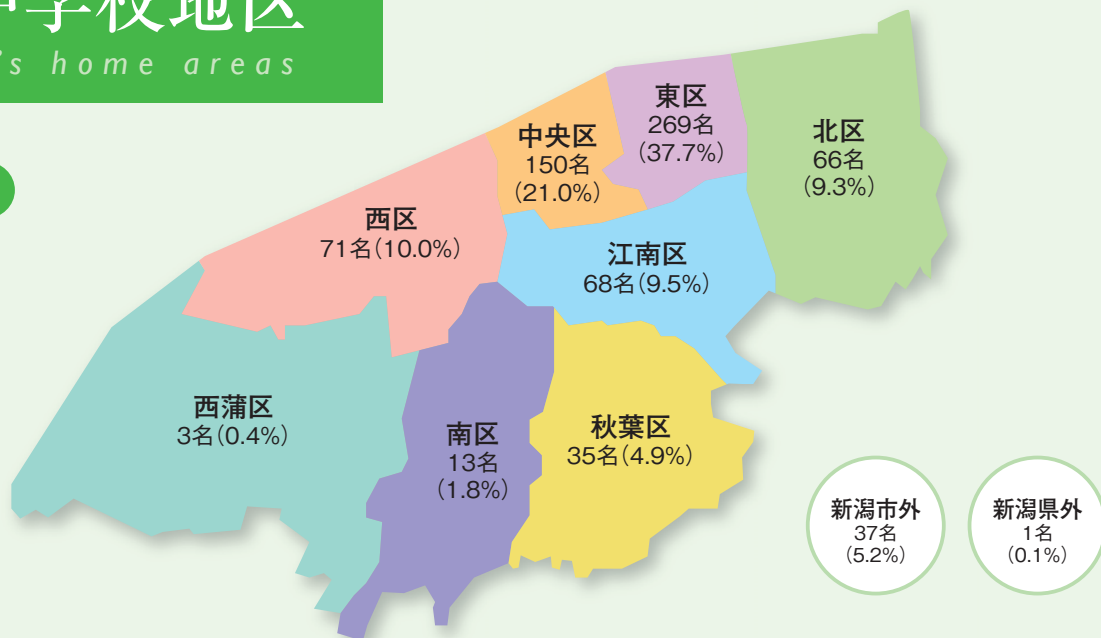 中学校地区
's home areas
東区
269名
(37.7%)
北区
66名
(9.3%)
中央区
150名
(21.0%)
西区
71名(10.0%)
江南区
68名(9.5%)
西蒲区
3名(0.4%)
南区
13名
(1.8%)
秋葉区
35名(4.9%)
新潟市外
37名
(5.2%)
新潟県外
1名
(0.1%)